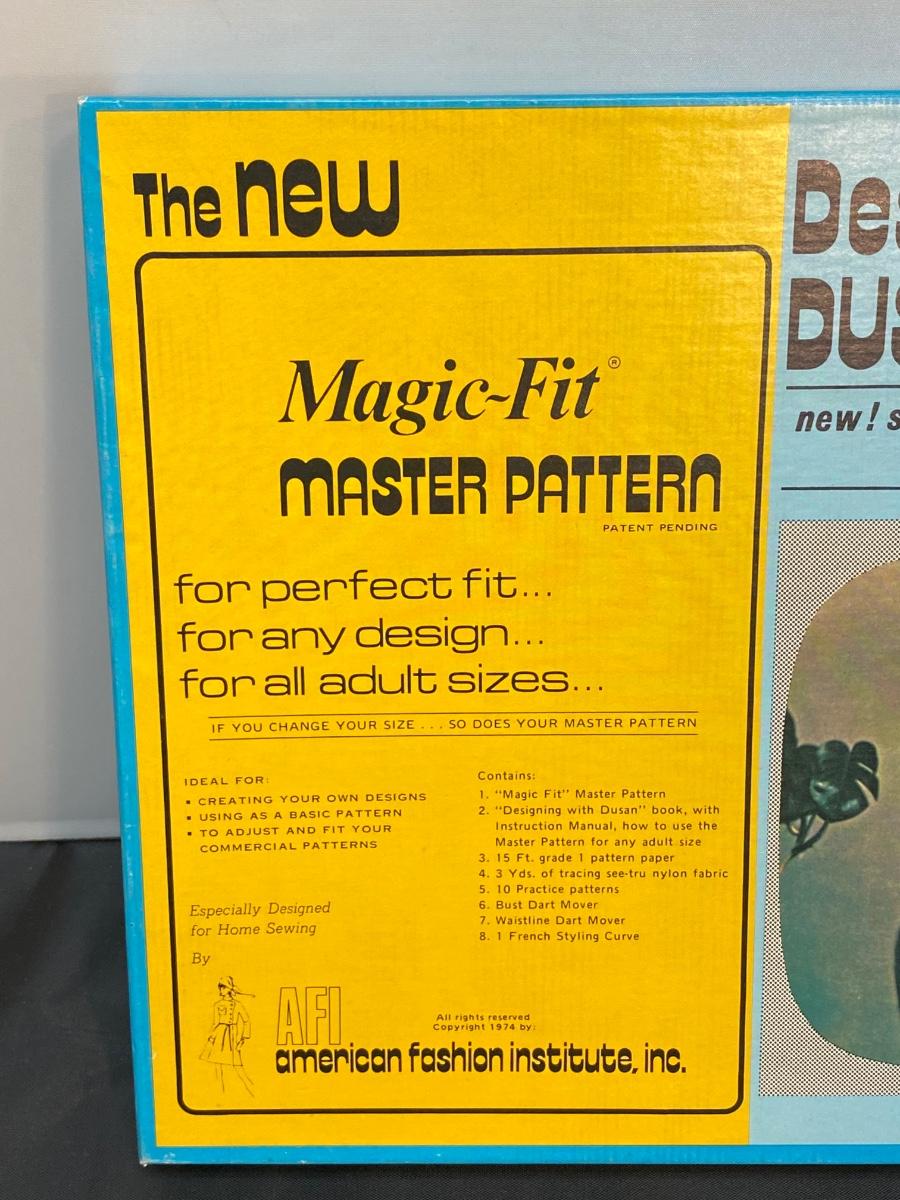 The new
Magic-Fit®
MASTER PATTERN
PATENT PENDING
for perfect fit...
for any design...
for all adult sizes...
IF YOU CHANGE YOUR SIZE . . . SO DOES YOUR MASTER PATTERN
IDEAL FOR:
▪ CREATING YOUR OWN DESIGNS
▪ USING AS A BASIC PATTERN
▪ TO ADJUST AND FIT YOUR
COMMERCIAL PATTERNS
Contains:
1. “Magic Fit” Master Pattern
2. “Designing with Dusan” book, with
Instruction Manual, how to use the
Master Pattern for any adult size
3. 15 Ft. grade 1 pattern paper
4. 3 Yds. of tracing see-tru nylon fabric
5. 10 Practice patterns
6. Bust Dart Mover
7. Waistline Dart Mover
8. 1 French Styling Curve
Especially Designed
for Home Sewing
By
AFI
All rights reserved
Copyright 1974 by:
american fashion institute, inc.
Des
DUS
new! s